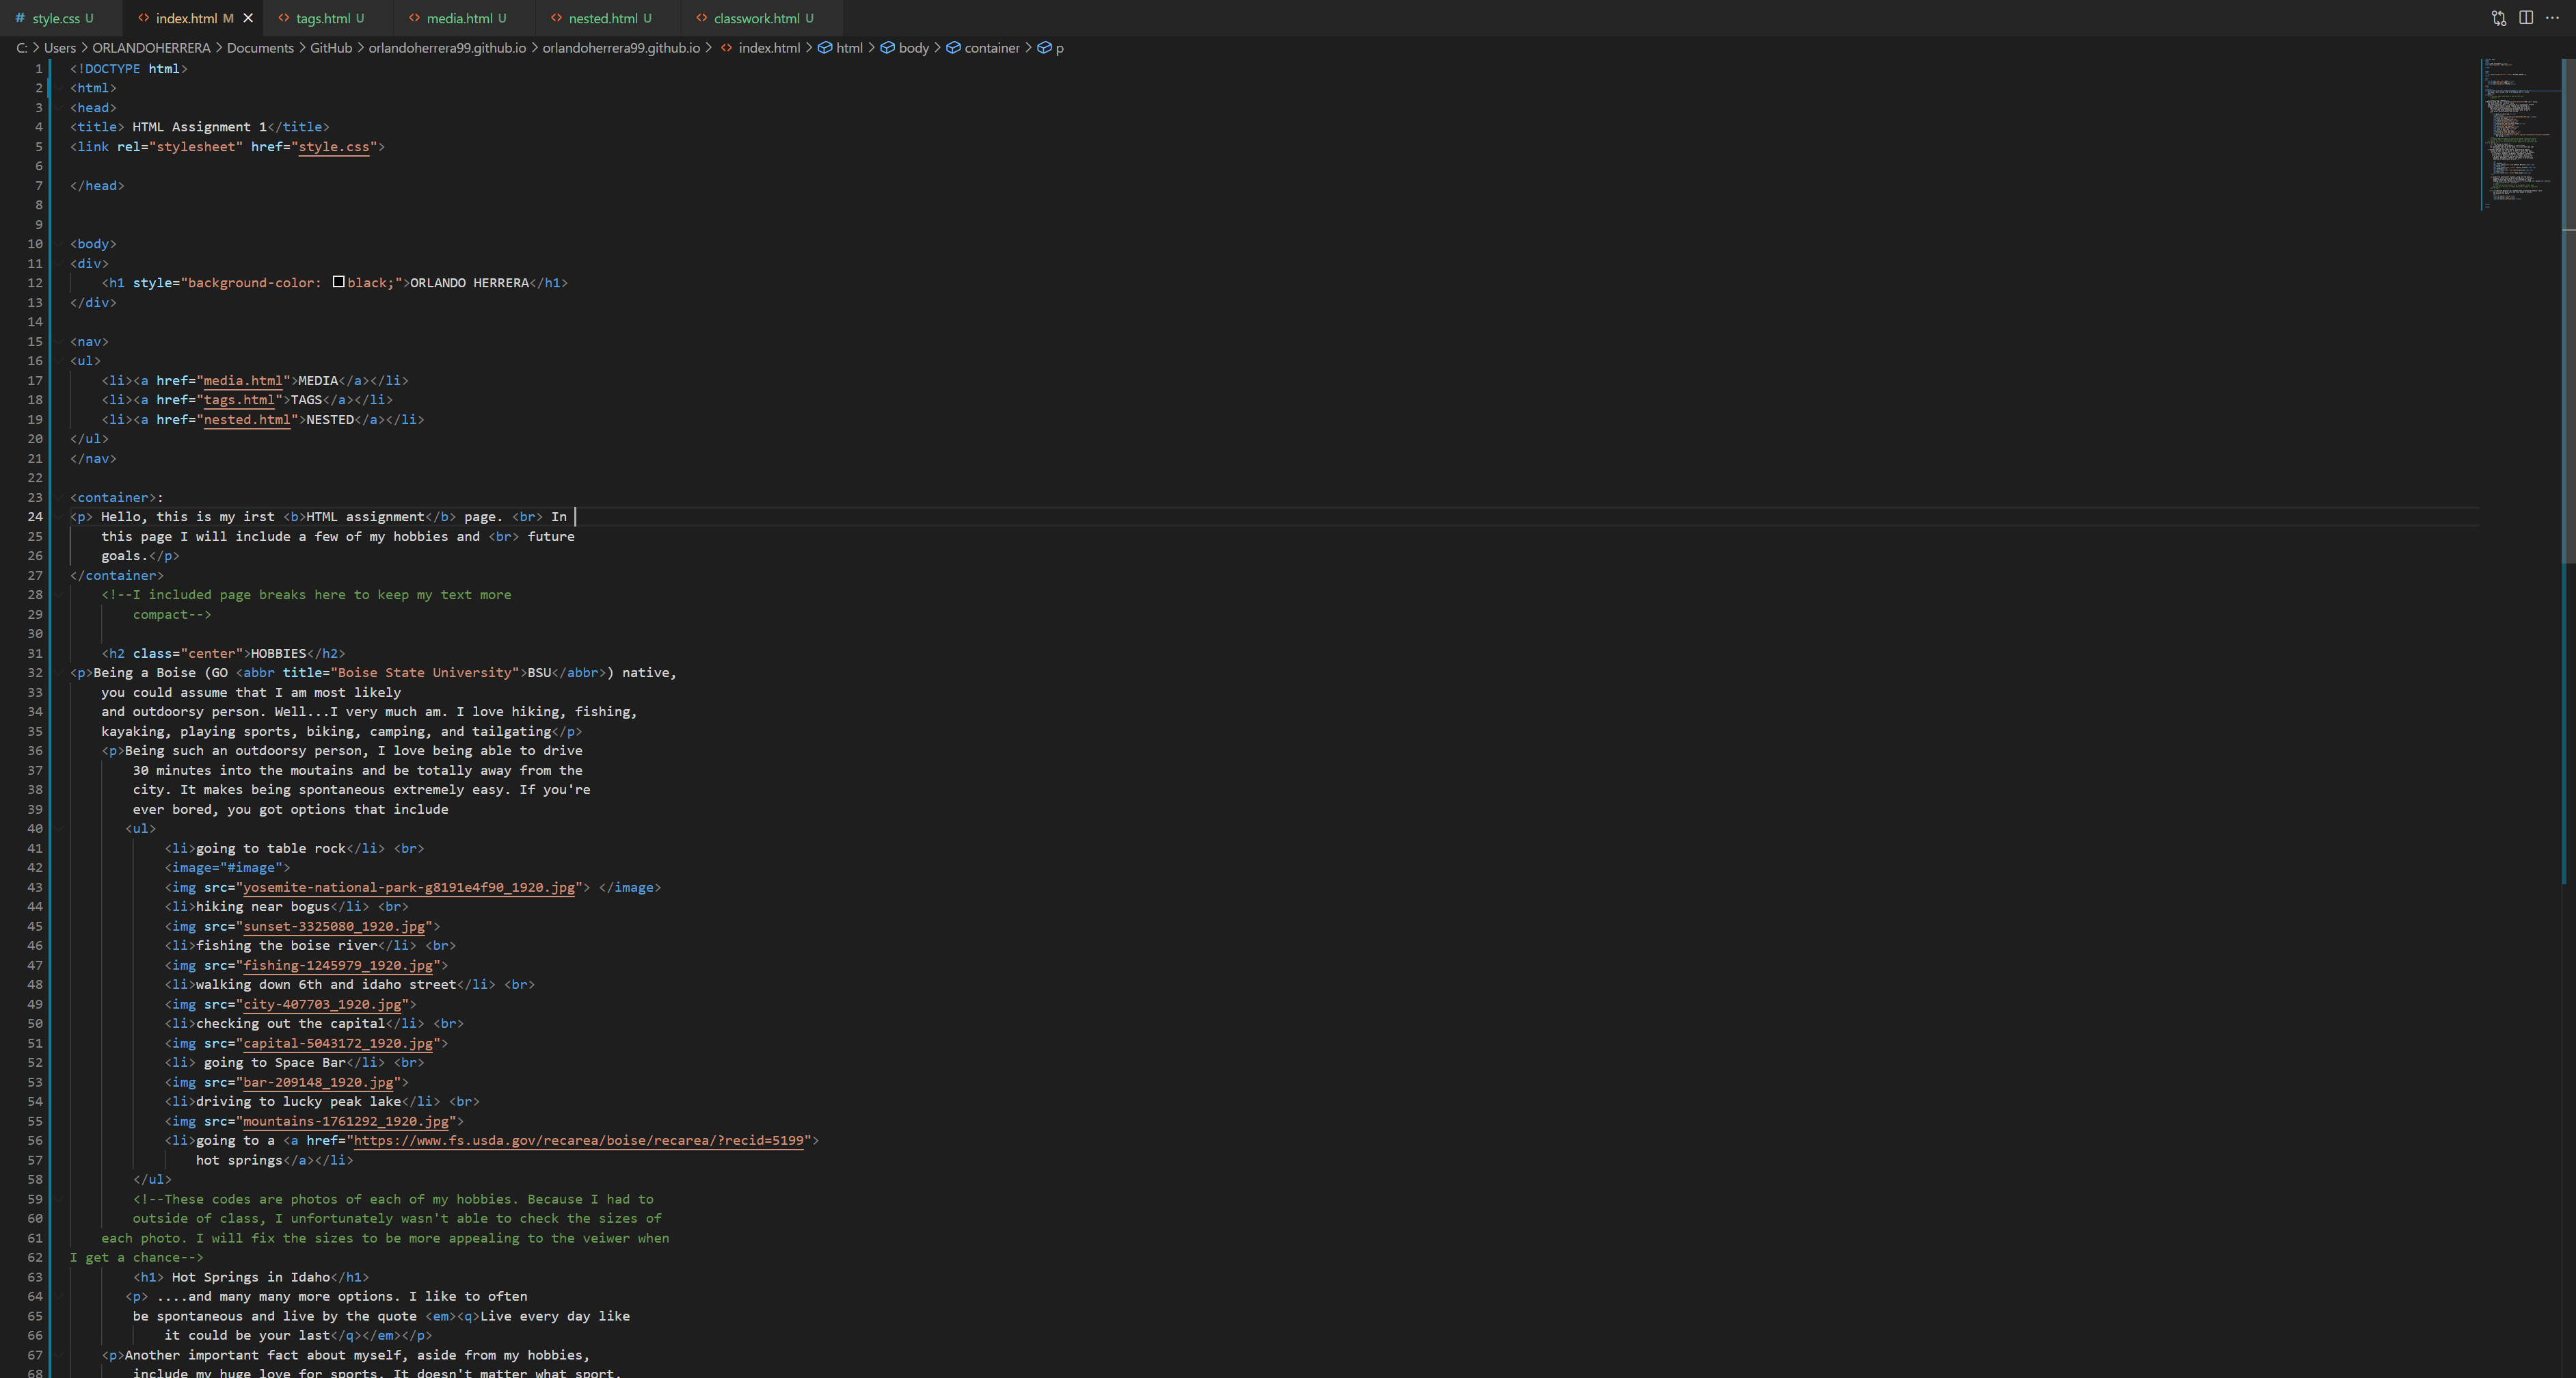 # style.css U
<> index.html M ×
<> tags.html U
<> media.html U
<> nested.html U
<> classwork.html U
C: > Users > ORLANDOHERRERA > Documents > GitHub > orlandoherrera99.github.io > orlandoherrera99.github.io > <> index.html > html > body > container > p
1 <!DOCTYPE html>
2 <html>
3 <head>
4 <title> HTML Assignment 1</title>
5 <link rel="stylesheet" href="style.css">
6
7 </head>
8
9
10 <body>
11 <div>
12 <h1 style="background-color: black;">ORLANDO HERRERA</h1>
13 </div>
14
15 <nav>
16 <ul>
17 <li><a href="media.html">MEDIA</a></li>
18 <li><a href="tags.html">TAGS</a></li>
19 <li><a href="nested.html">NESTED</a></li>
20 </ul>
21 </nav>
22
23 <container>:
24 <p> Hello, this is my irst <b>HTML assignment</b> page. <br> In
25 this page I will include a few of my hobbies and <br> future
26 goals.</p>
27 </container>
28 <!--I included page breaks here to keep my text more
29 compact-->
30
31 <h2 class="center">HOBBIES</h2>
32 <p>Being a Boise (GO <abbr title="Boise State University">BSU</abbr>) native,
33 you could assume that I am most likely
34 and outdoorsy person. Well...I very much am. I love hiking, fishing,
35 kayaking, playing sports, biking, camping, and tailgating</p>
36 <p>Being such an outdoorsy person, I love being able to drive
37 30 minutes into the moutains and be totally away from the
38 city. It makes being spontaneous extremely easy. If you're
39 ever bored, you got options that include
40 <ul>
41 <li>going to table rock</li> <br>
42 <image="#image">
43 <img src="yosemite-national-park-g8191e4f90_1920.jpg"> </image>
44 <li>hiking near bogus</li> <br>
45 <img src="sunset-3325080_1920.jpg">
46 <li>fishing the boise river</li> <br>
47 <img src="fishing-1245979_1920.jpg">
48 <li>walking down 6th and idaho street</li> <br>
49 <img src="city-407703_1920.jpg">
50 <li>checking out the capital</li> <br>
51 <img src="capital-5043172_1920.jpg">
52 <li> going to Space Bar</li> <br>
53 <img src="bar-209148_1920.jpg">
54 <li>driving to lucky peak lake</li> <br>
55 <img src="mountains-1761292_1920.jpg">
56 <li>going to a <a href="https://www.fs.usda.gov/recarea/boise/recarea/?recid=5199">
57 hot springs</a></li>
58 </ul>
59 <!--These codes are photos of each of my hobbies. Because I had to
60 outside of class, I unfortunately wasn't able to check the sizes of
61 each photo. I will fix the sizes to be more appealing to the veiwer when
62 I get a chance-->
63 <h1> Hot Springs in Idaho</h1>
64 <p> ....and many many more options. I like to often
65 be spontaneous and live by the quote <em><q>Live every day like
66 it could be your last</q></em></p>
67 <p>Another important fact about myself, aside from my hobbies,
68 include my huge love for sports. It doesn't matter what sport,